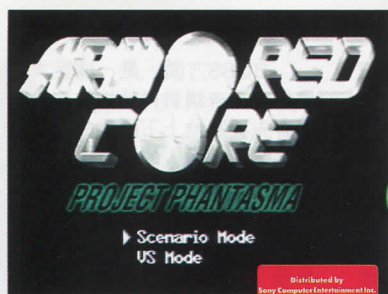 ARMORED
CORE
PROJECT PHANTASMA
Scenario Mode
VS Mode
Distributed by
Sony Computer Entertainment Inc.